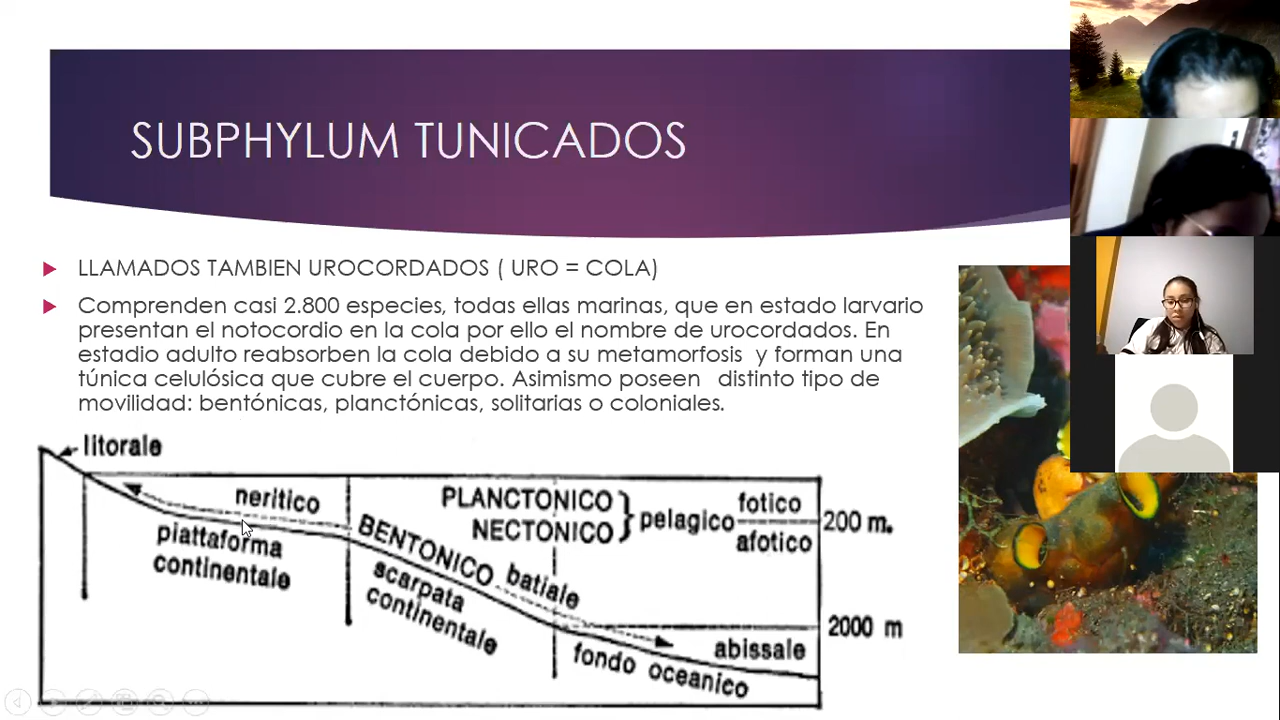 SUBPHYLUM TUNICADOS
LLAMADOS TAMBIEN UROCORDADOS ( URO = COLA)
Comprenden casi 2.800 especies, todas ellas marinas, que en estado larvario
presentan el notocordio en la cola por ello el nombre de urocordados. En
estadio adulto reabsorben la cola debido a su metamorfosis y forman una
túnica celulósica que cubre el cuerpo. Asimismo poseen distinto tipo de
movilidad: bentónicas, planctónicas, solitarias o coloniales.
litorale
neritico
piattaforma
continentale
BENTONICO
scarpata
continentale
batiale
PLANCTONICO
NECTONICO
pelagico
fotico
afotico
200 m.
2000 m
abissale
fondo oceanico